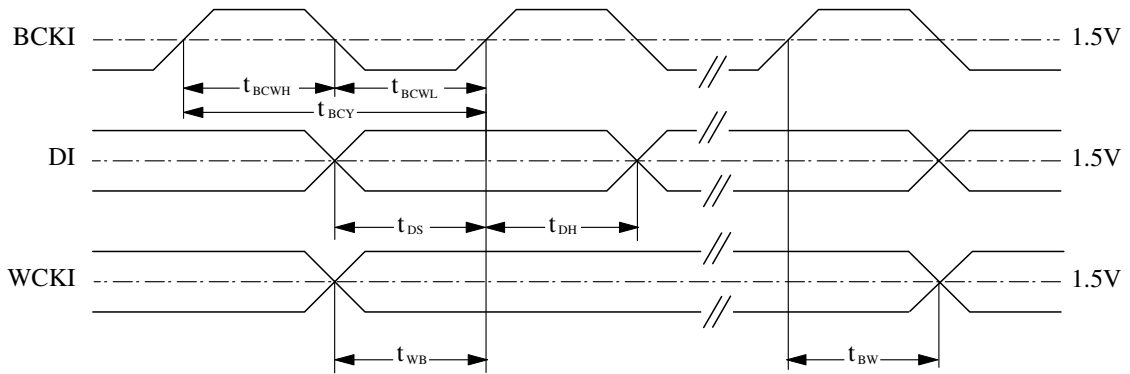 BCKI 1.5V
tBCWH tBCWL
tBCY
DI 1.5V
tDS tDH
WCKI 1.5V
tWB tBW